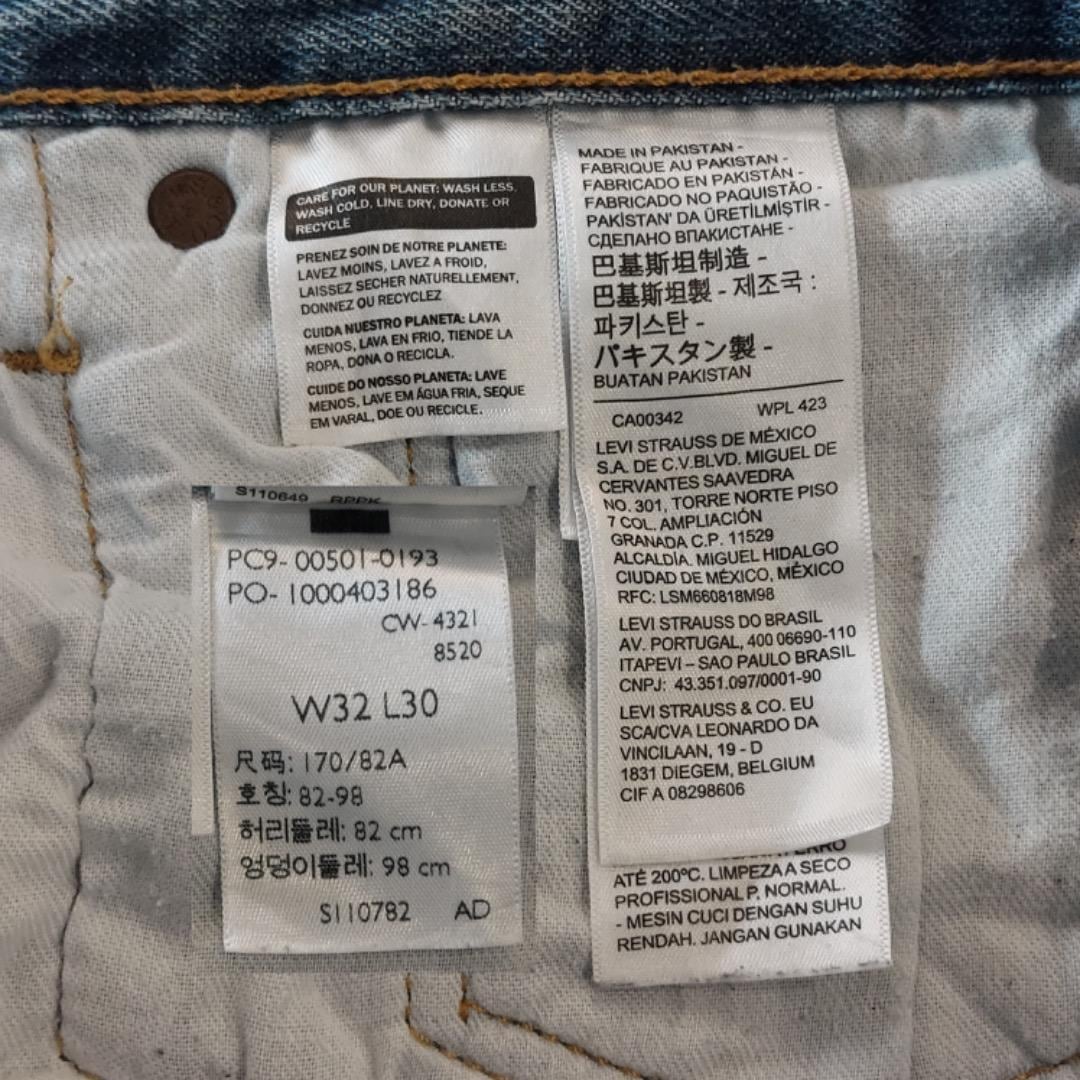 CARE FOR OUR PLANET: WASH LESS,
WASH COLD, LINE DRY, DONATE OR
RECYCLE
PRENEZ SOIN DE NOTRE PLANETE:
LAVEZ MOINS, LAVEZ A FROID,
LAISSEZ SECHER NATURELLEMENT,
DONNEZ OU RECYCLEZ
CUIDA NUESTRO PLANETA: LAVA
MENOS, LAVA EN FRIO, TIENDE LA
ROPA, DONA O RECICLA.
CUIDE DO NOSSO PLANETA: LAVE
MENOS, LAVE EM ÁGUA FRIA, SEQUE
EM VARAL, DOE OU RECICLE.
S110649 RPPK
PC9- 00501-0193
PO- 1000403186
CW- 4321
8520
W32 L30
尺码: 170/82A
호칭: 82-98
허리둘레: 82 cm
엉덩이둘레: 98 cm
S110782 AD
MADE IN PAKISTAN -
FABRIQUE AU PAKISTAN -
FABRICADO EN PAKISTÁN -
FABRICADO NO PAQUISTÃO -
PAKİSTAN' DA ÜRETİLMİŞTİR -
СДЕЛАНО ВПАКИСТАНЕ -
巴基斯坦制造 -
巴基斯坦製 - 제조국 :
파키스탄 -
パキスタン製 -
BUATAN PAKISTAN
CA00342 WPL 423
LEVI STRAUSS DE MÉXICO
S.A. DE C.V.BLVD. MIGUEL DE
CERVANTES SAAVEDRA
NO. 301, TORRE NORTE PISO
7 COL, AMPLIACIÓN
GRANADA C.P. 11529
ALCALDÍA. MIGUEL HIDALGO
CIUDAD DE MÉXICO, MÉXICO
RFC: LSM660818M98
LEVI STRAUSS DO BRASIL
AV. PORTUGAL, 400 06690-110
ITAPEVI – SAO PAULO BRASIL
CNPJ: 43.351.097/0001-90
LEVI STRAUSS & CO. EU
SCA/CVA LEONARDO DA
VINCILAAN, 19 - D
1831 DIEGEM, BELGIUM
CIF A 08298606
ATÉ 200ºC. LIMPEZA A SECO
PROFISSIONAL P, NORMAL.
- MESIN CUCI DENGAN SUHU
RENDAH. JANGAN GUNAKAN